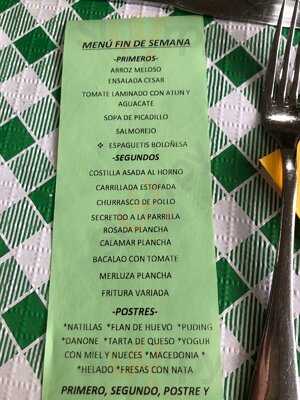 MENÚ FIN DE SEMANA
-PRIMEROS-
ARROZ MELOSO
ENSALADA CESAR
TOMATE LAMINADO CON ATUN Y
AGUACATE
SOPA DE PICADILLO
SALMOREJO
❖ ESPAGUETIS BOLOÑESA
-SEGUNDOS
COSTILLA ASADA AL HORNO
CARRILLADA ESTOFADA
CHURRASCO DE POLLO
SECRETOO A LA PARRILLA
ROSADA PLANCHA
CALAMAR PLANCHA
BACALAO CON TOMATE
MERLUZA PLANCHA
FRITURA VARIADA
-POSTRES-
*NATILLAS *FLAN DE HUEVO *PUDING
DANONE *TARTA DE QUESO *YOGUR
CON MIEL Y NUECES *MACEDONIA *
*HELADO *FRESAS CON NATA
PRIMERO, SEGUNDO, POSTRE Y